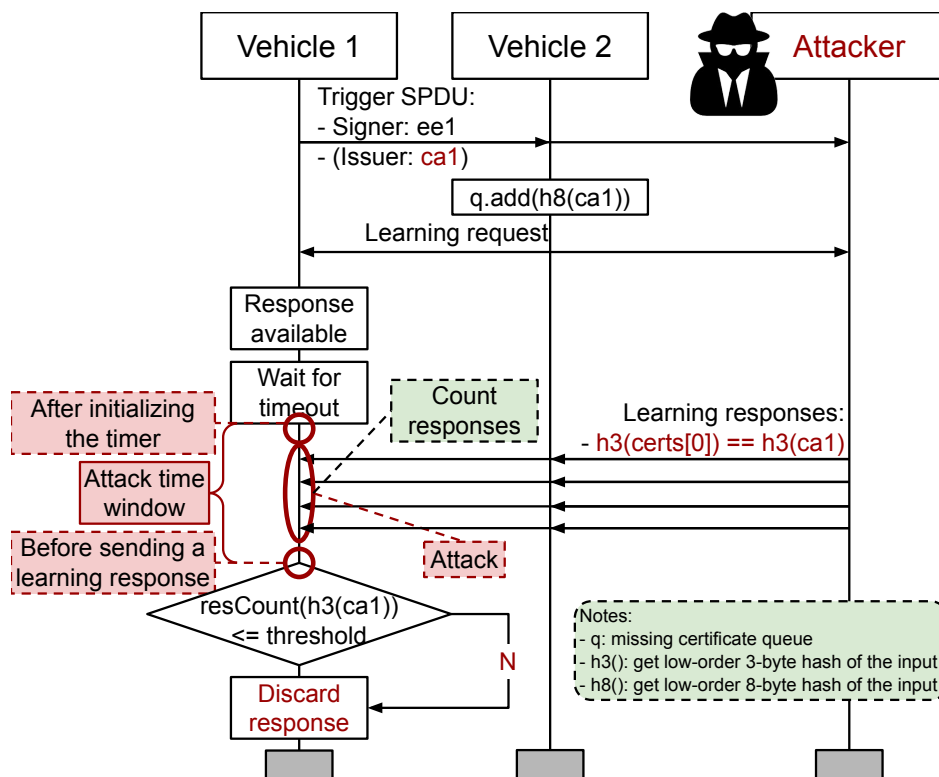 Vehicle 1
Vehicle 2
Attacker
Trigger SPDU:
- Signer: ee1
- (Issuer: ca1)
q.add(h8(ca1))
Learning request
Response
available
Wait for
timeout
After initializing
the timer
Count
responses
Learning responses:
- h3(certs[0]) == h3(ca1)
Attack time
window
Before sending a
learning response
Attack
resCount(h3(ca1))
<= threshold
N
Notes:
- q: missing certificate queue
- h3(): get low-order 3-byte hash of the input
- h8(): get low-order 8-byte hash of the input
Discard
response